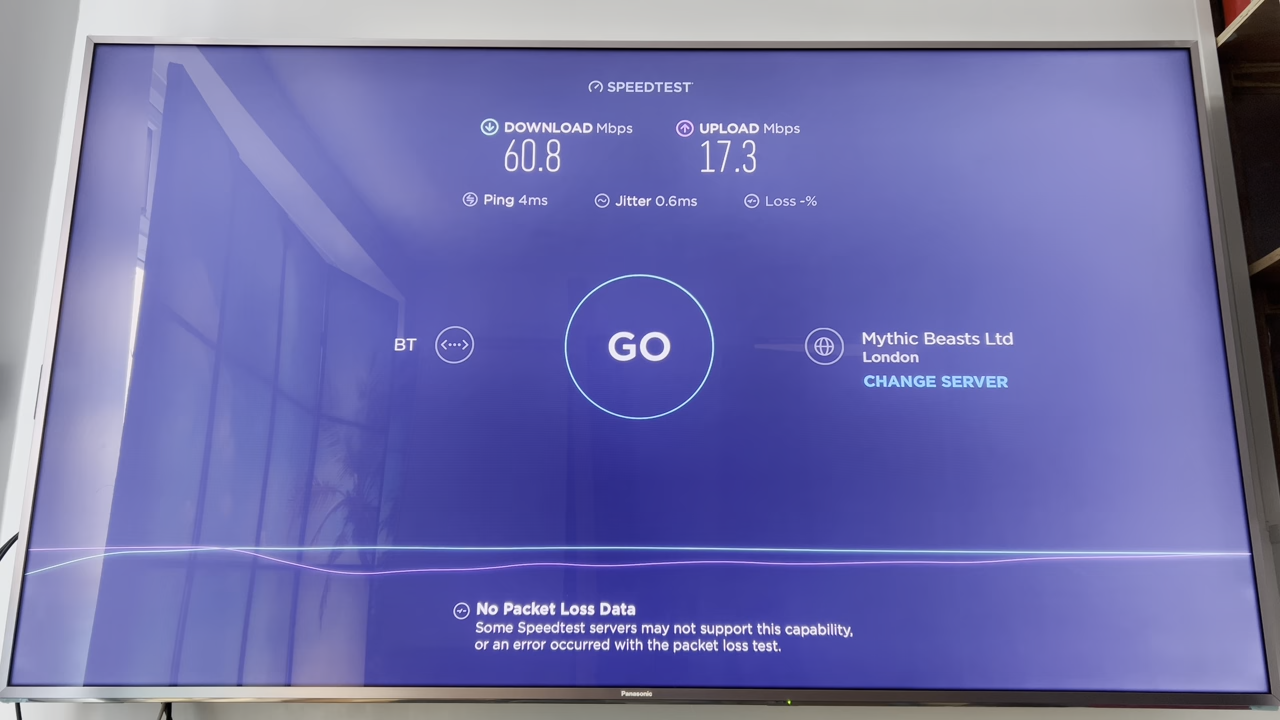 SPEEDTEST
DOWNLOAD Mbps
60.8
UPLOAD Mbps
17.3
Ping 4ms
Jitter 0.6ms
Loss -%
BT
GO
Mythic Beasts Ltd
London
CHANGE SERVER
No Packet Loss Data
Some Speedtest servers may not support this capability,
or an error occurred with the packet loss test.
Panasonic